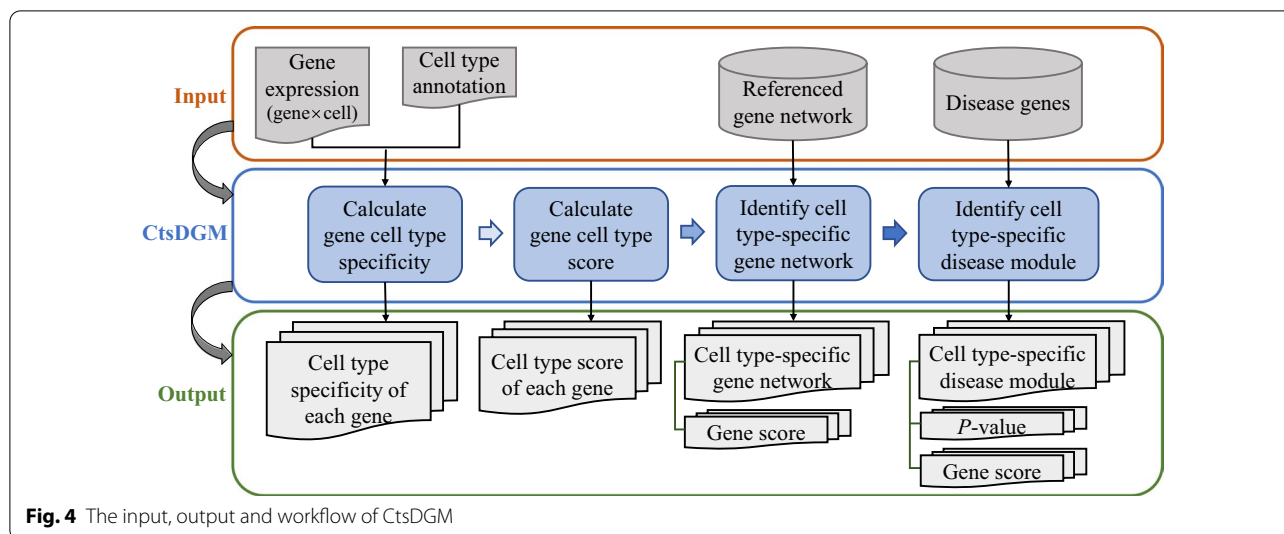 Input
Gene
expression
(gene×cell)
Cell type
annotation
Referenced
gene network
Disease genes
CtsDGM
Calculate
gene cell type
specificity
Calculate
gene cell type
score
Identify cell
type-specific
gene network
Identify cell
type-specific
disease module
Output
Cell type
specificity of
each gene
Cell type score
of each gene
Cell type-specific
gene network
Gene score
Cell type-specific
disease module
P-value
Gene score
Fig. 4 The input, output and workflow of CtsDGM